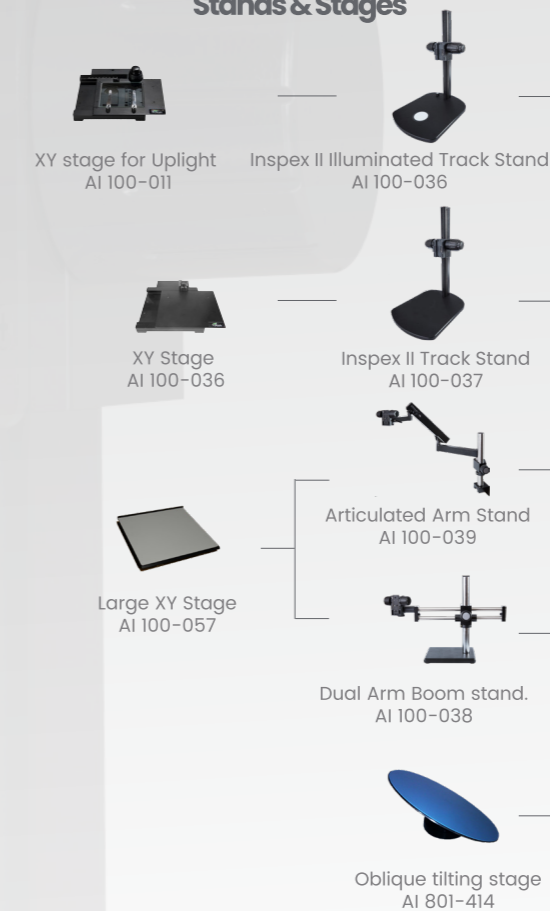 Stands & Stages
XY stage for Uplight
AI 100-011
Inspex II Illuminated Track Stand
AI 100-036
XY Stage
AI 100-036
Inspex II Track Stand
AI 100-037
Articulated Arm Stand
AI 100-039
Large XY Stage
AI 100-057
Dual Arm Boom stand.
AI 100-038
Oblique tilting stage
AI 801-414